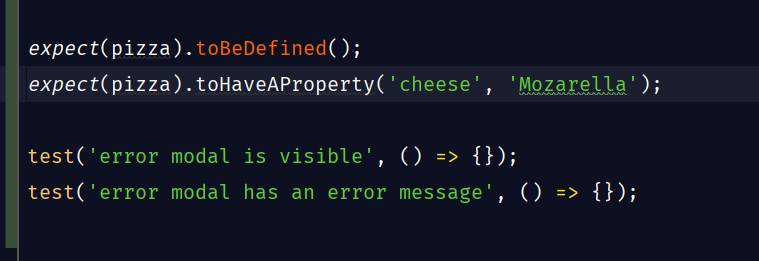 expect(pizza).toBeDefined();
expect(pizza).toHaveAProperty('cheese', 'Mozarella');
test('error modal is visible', () => {});
test('error modal has an error message', () => {});